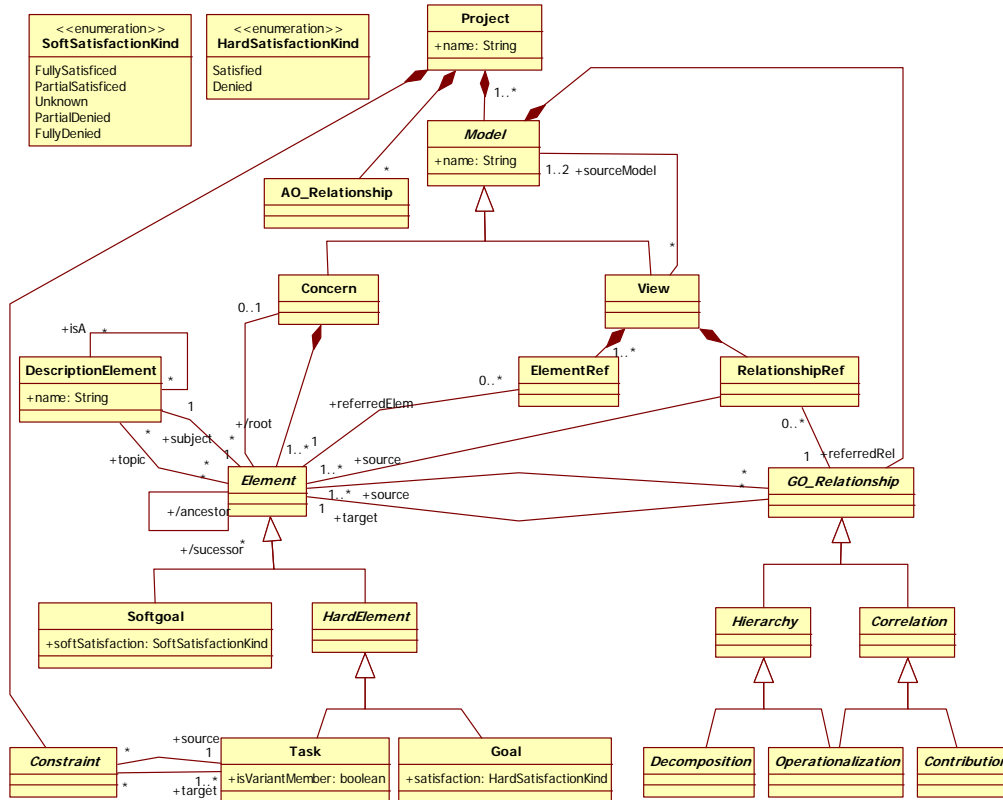 <<enumeration>>
SoftSatisfactionKind
FullySatisficed
PartialSatisficed
Unknown
PartialDenied
FullyDenied
<<enumeration>>
HardSatisfactionKind
Satisfied
Denied
Project
+name: String
1..*
Model
+name: String
1..2 +sourceModel
*
AO_Relationship
*
Concern
View
0..1
1..*
+isA
*
*
DescriptionElement
+name: String
ElementRef
0..*
RelationshipRef
0..*
+referredElem
1
+/root
1
1
+subject
*
*
+topic
*
1..*
1..*
+source
1
+referredRel
Element
GO_Relationship
*
*
1..*
+source
1
+target
+/ancestor
*
+/sucessor
*
Softgoal
+softSatisfaction: SoftSatisfactionKind
HardElement
Hierarchy
Correlation
+source
*
1
Constraint
*
1..*
+target
Task
+isVariantMember: boolean
Goal
+satisfaction: HardSatisfactionKind
Decomposition
Operationalization
Contribution